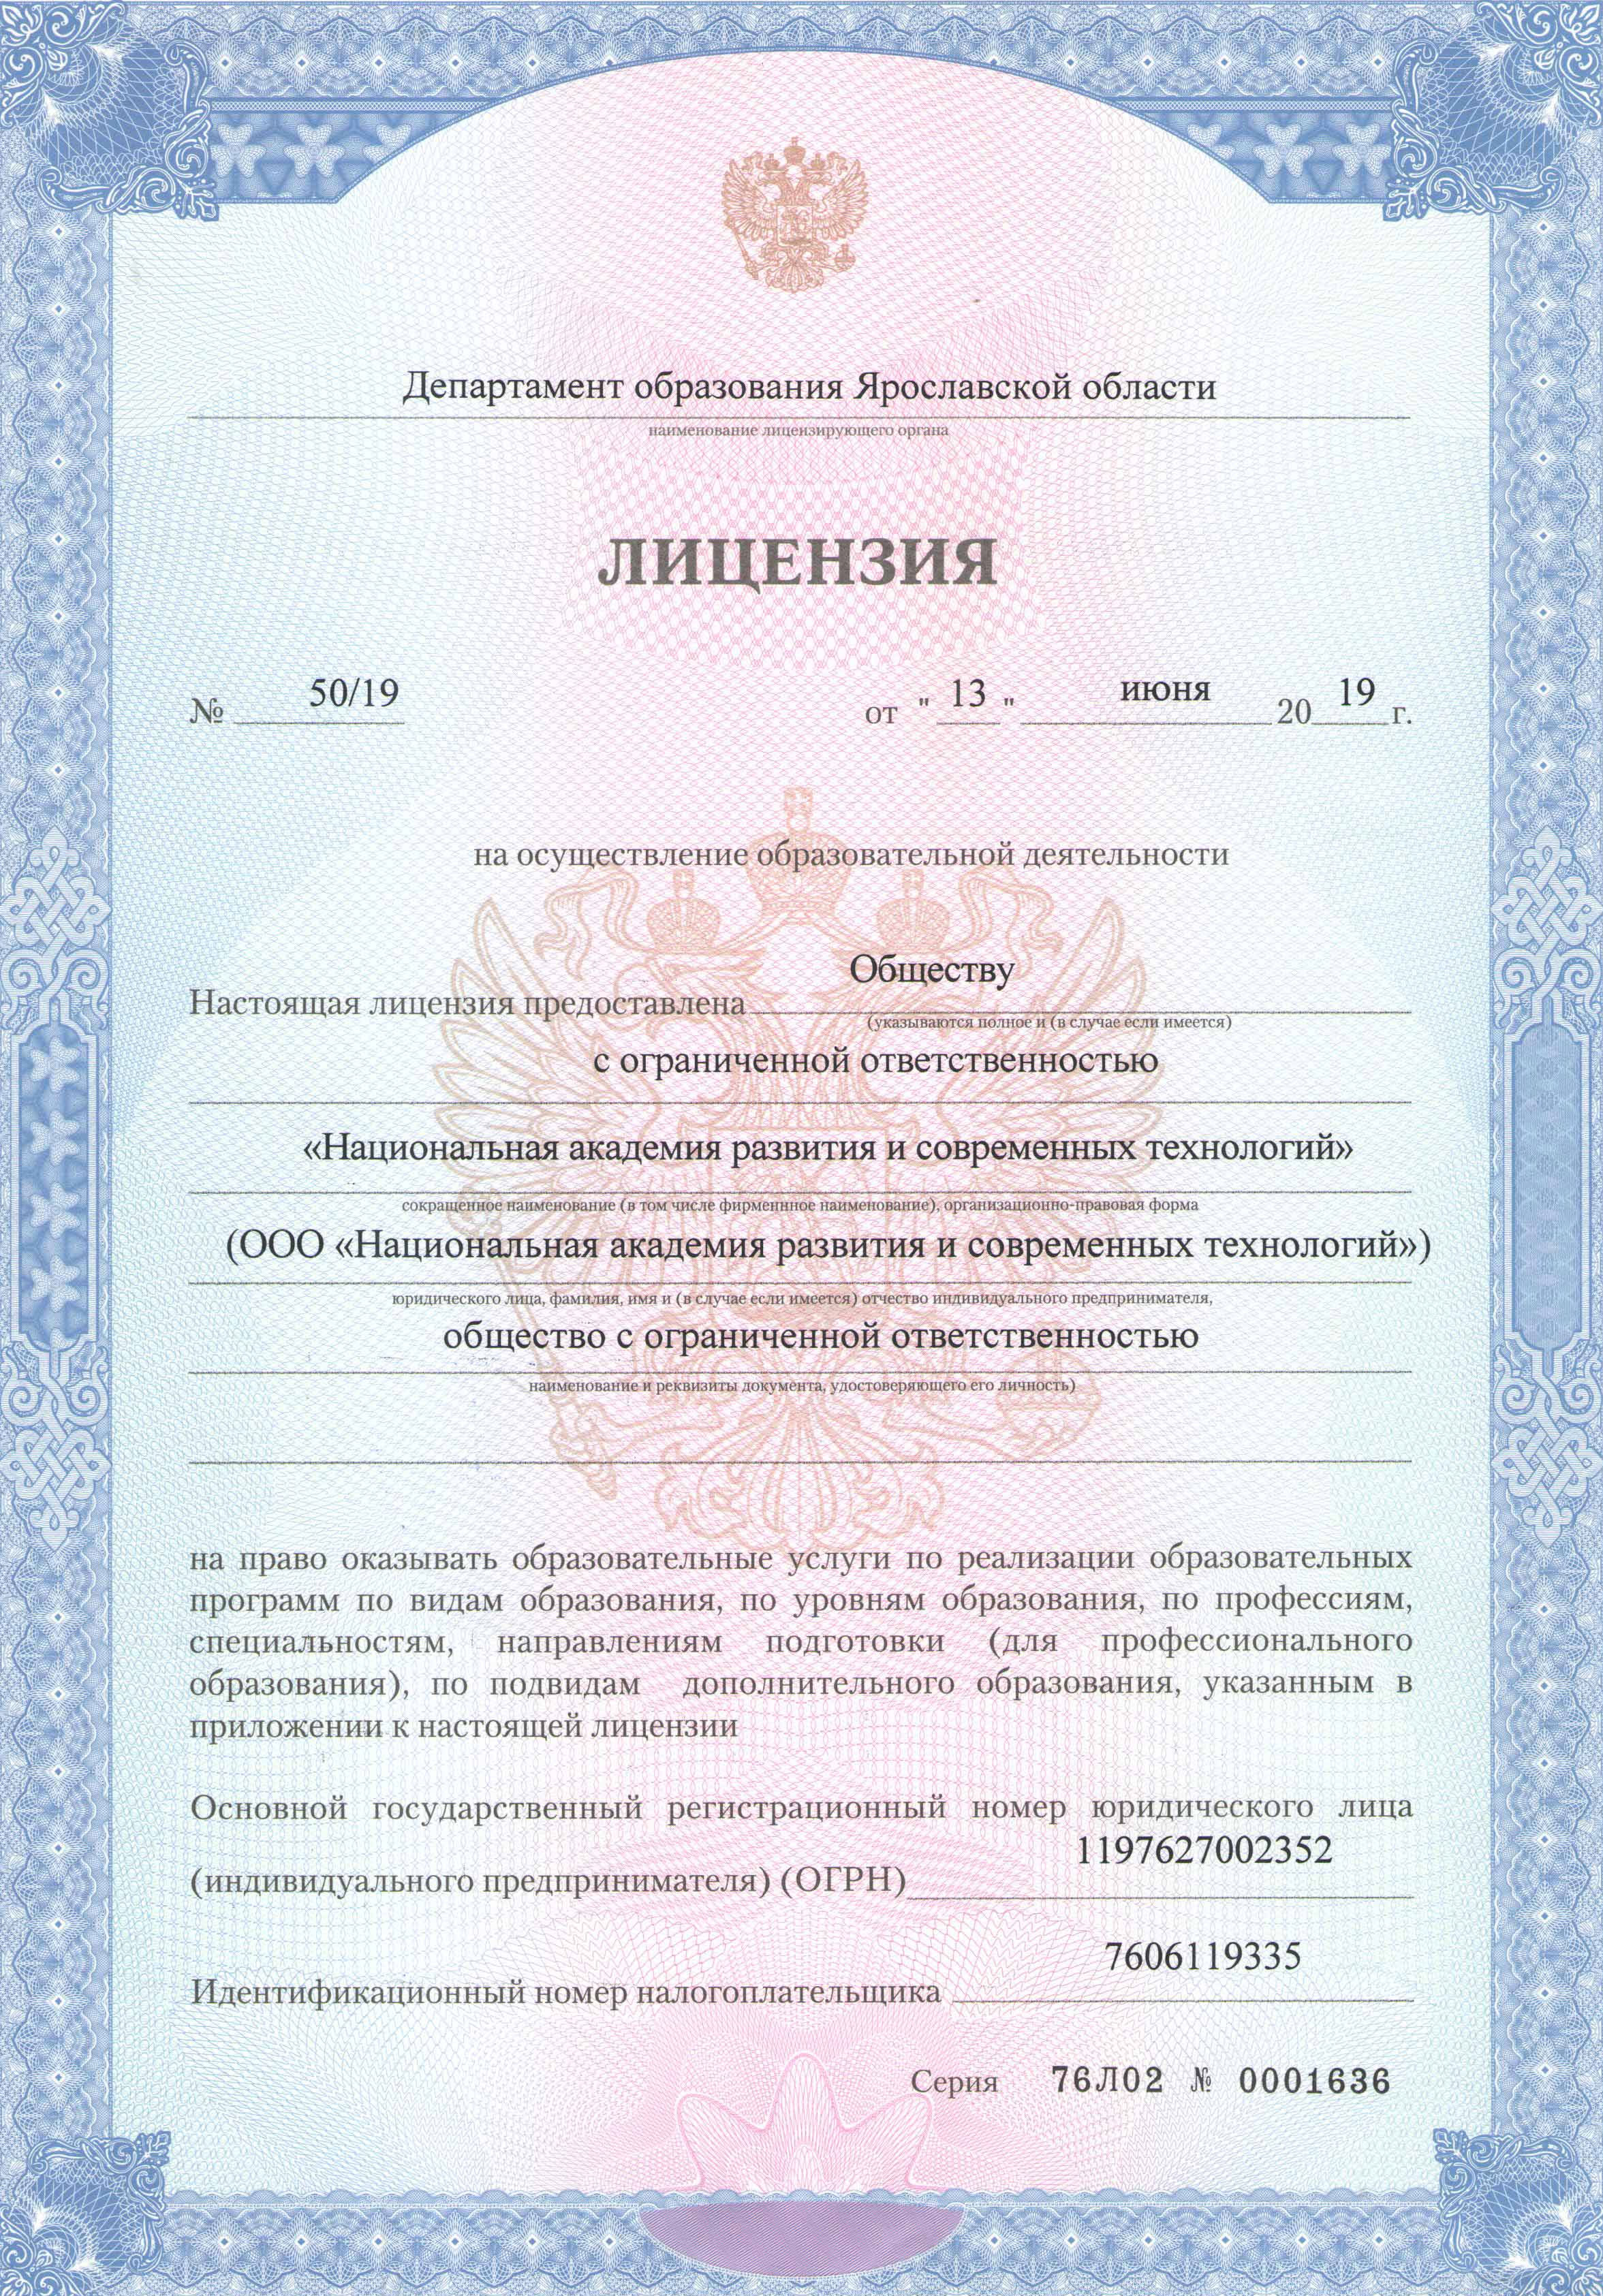 Департамент образования Ярославской области
наименование лицензирующего органа
ЛИЦЕНЗИЯ
№ 50/19 от " 13 " июня 20 19 г.
на осуществление образовательной деятельности
Настоящая лицензия предоставлена Обществу
(указываются полное и (в случае если имеется)
с ограниченной ответственностью
«Национальная академия развития и современных технологий»
сокращенное наименование (в том числе фирменнное наименование), организационно-правовая форма
(ООО «Национальная академия развития и современных технологий»)
юридического лица, фамилия, имя и (в случае если имеется) отчество индивидуального предпринимателя,
общество с ограниченной ответственностью
наименование и реквизиты документа, удостоверяющего его личность)
на право оказывать образовательные услуги по реализации образовательных
программ по видам образования, по уровням образования, по профессиям,
специальностям, направлениям подготовки (для профессионального
образования), по подвидам дополнительного образования, указанным в
приложении к настоящей лицензии
Основной государственный регистрационный номер юридического лица
(индивидуального предпринимателя) (ОГРН) 1197627002352
Идентификационный номер налогоплательщика 7606119335
Серия 76Л02 № 0001636